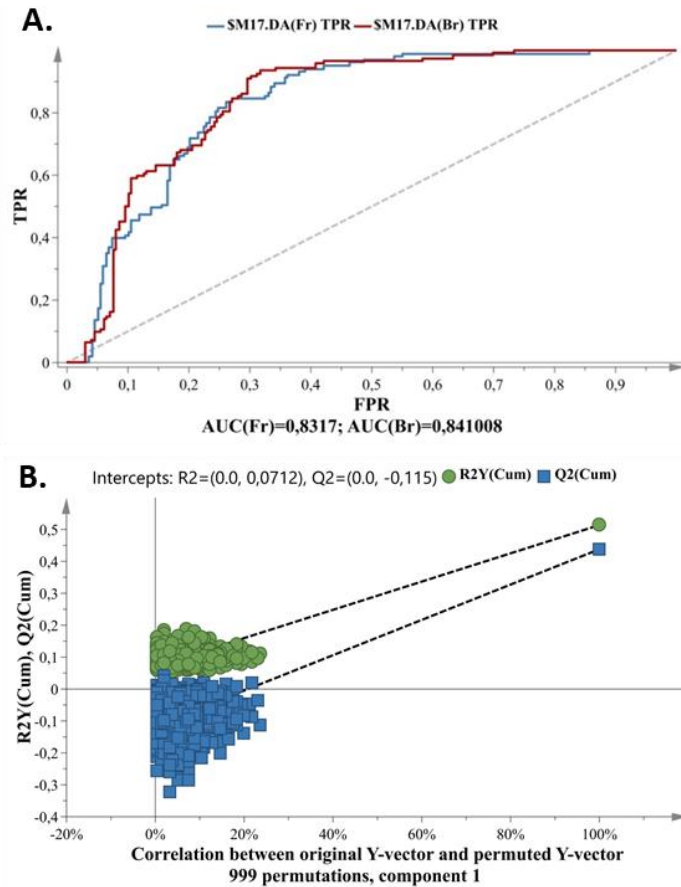 A.
$M17.DA(Fr) TPR $M17.DA(Br) TPR
TPR
0,8
0,6
0,4
0,2
0
0 0,1 0,2 0,3 0,4 0,5 0,6 0,7 0,8 0,9
FPR
AUC(Fr)=0,8317; AUC(Br)=0,841008
B.
Intercepts: R2=(0.0, 0,0712), Q2=(0.0, -0,115) R2Y(Cum) Q2(Cum)
R2Y(Cum), Q2(Cum)
0,5
0,4
0,3
0,2
0,1
0
-0,1
-0,2
-0,3
-0,4
-20% 0% 20% 40% 60% 80% 100%
Correlation between original Y-vector and permuted Y-vector
999 permutations, component 1